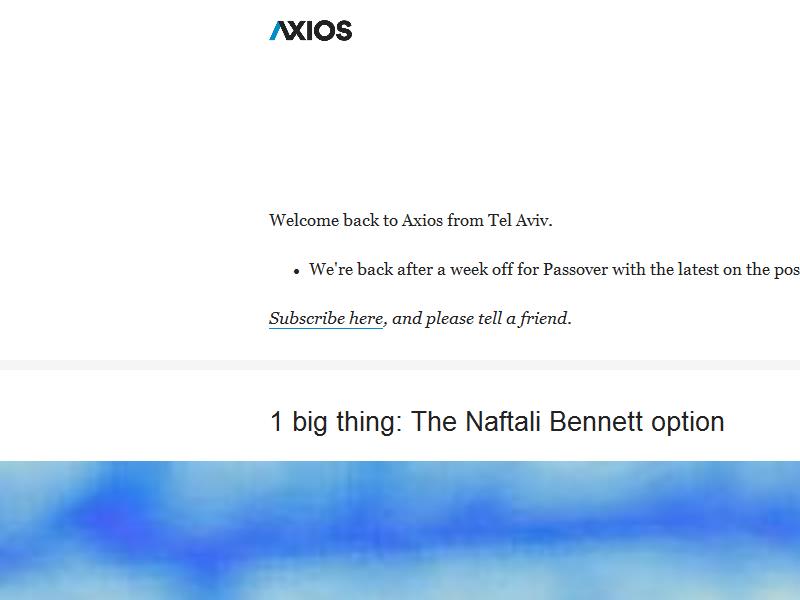 AXIOS
Welcome back to Axios from Tel Aviv.
• We're back after a week off for Passover with the latest on the pos
Subscribe here, and please tell a friend.
1 big thing: The Naftali Bennett option